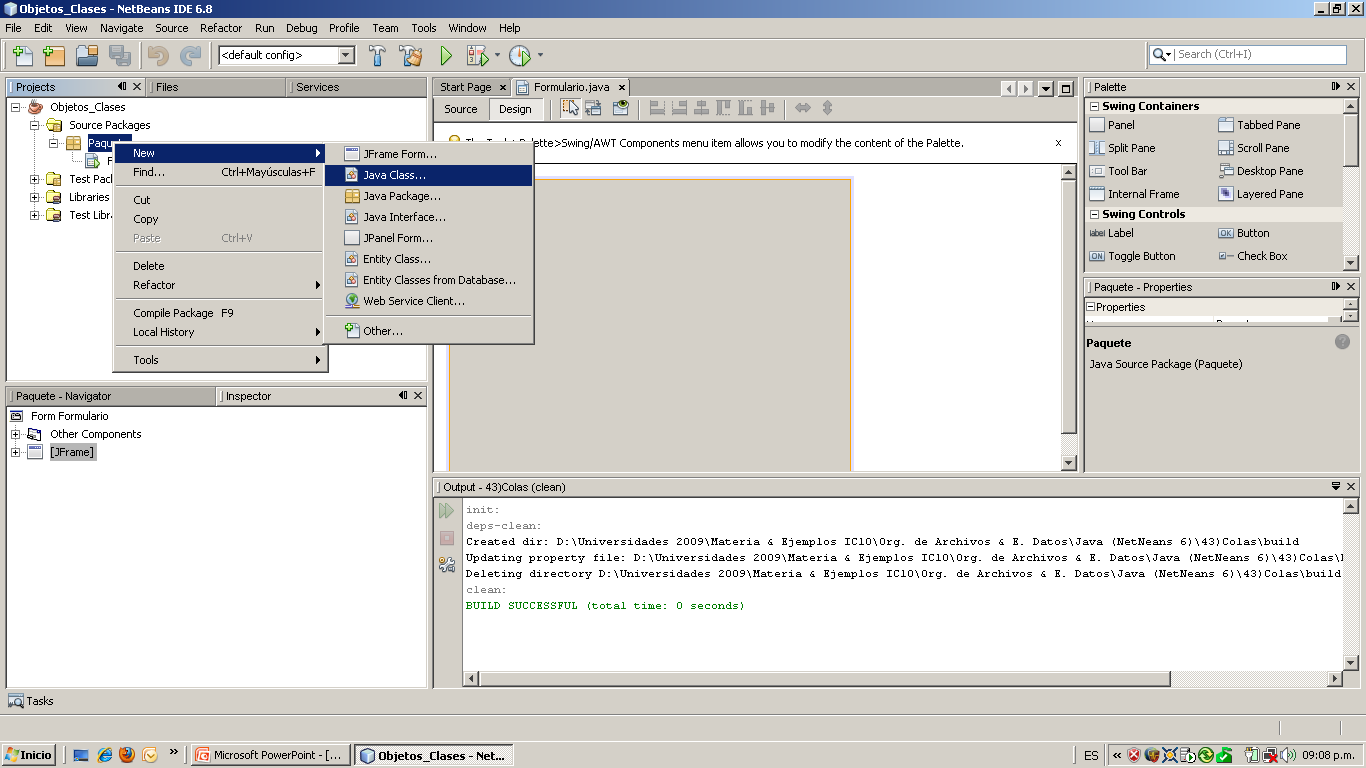 Objetos_Clases - NetBeans IDE 6.8
File Edit View Navigate Source Refactor Run Debug Profile Team Tools Window Help
<default config>
Search (Ctrl+I)
Projects Files Services
Objetos_Clases
Source Packages
Paque
F
Test Pac
Libraries
Test Libra
New
Find... Ctrl+Mayúsculas+F
Cut
Copy
Paste Ctrl+V
Delete
Refactor
Compile Package F9
Local History
Tools
JFrame Form...
Java Class...
Java Package...
Java Interface...
JPanel Form...
Entity Class...
Entity Classes from Database...
Web Service Client...
Other...
Start Page x Formulario.java x
Source Design
Palette>Swing/AWT Components menu item allows you to modify the content of the Palette. x
Palette
Swing Containers
Panel Tabbed Pane
Split Pane Scroll Pane
Tool Bar Desktop Pane
Internal Frame Layered Pane
Swing Controls
label Label OK Button
ON Toggle Button Check Box
Paquete - Properties
Properties
Paquete
?
Java Source Package (Paquete)
Paquete - Navigator Inspector
Form Formulario
Other Components
[JFrame]
Output - 43)Colas (clean)
init:
deps-clean:
Created dir: D:\Universidades 2009\Materia & Ejemplos IC10\Org. de Archivos & E. Datos\Java (NetNeans 6)\43)Colas\build
Updating property file: D:\Universidades 2009\Materia & Ejemplos IC10\Org. de Archivos & E. Datos\Java (NetNeans 6)\43)Colas\
Deleting directory D:\Universidades 2009\Materia & Ejemplos IC10\Org. de Archivos & E. Datos\Java (NetNeans 6)\43)Colas\build
clean:
BUILD SUCCESSFUL (total time: 0 seconds)
Tasks
Inicio » Microsoft PowerPoint - [... Objetos_Clases - Net... ES « 09:08 p.m.